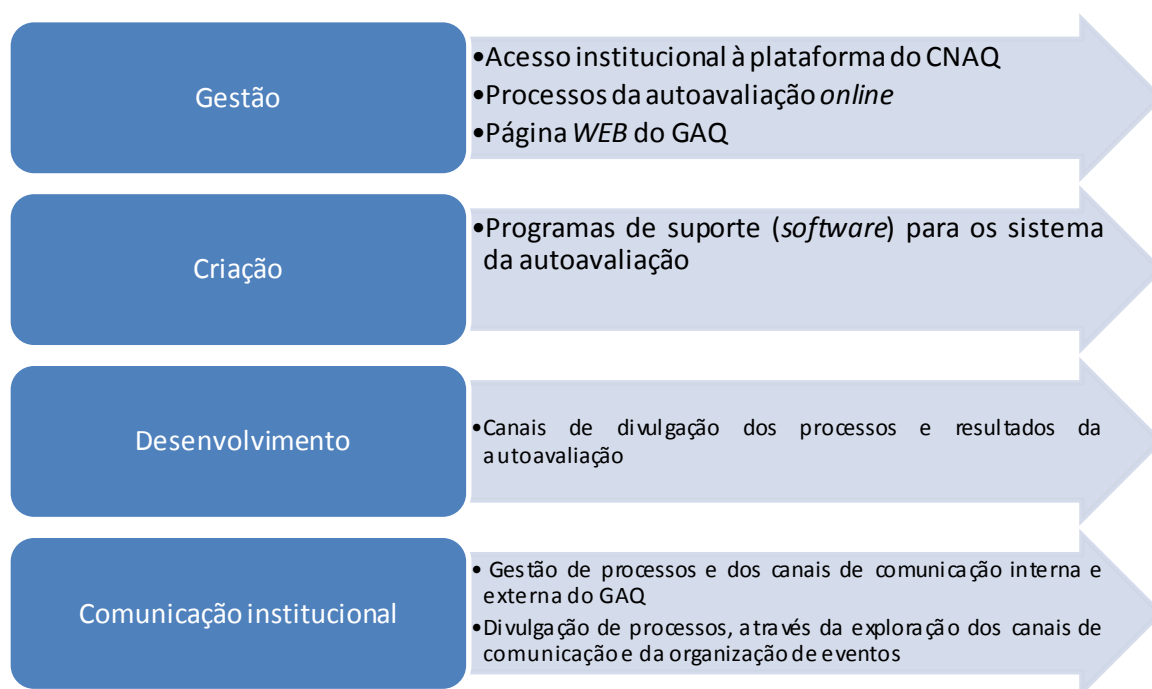 Gestão
•Acesso institucional à plataforma do CNAQ
•Processos da autoavaliação online
•Página WEB do GAQ
Criação
•Programas de suporte (software) para os sistema
da autoavaliação
Desenvolvimento
•Canais de divulgação dos processos e resultados da
autoavaliação
Comunicação institucional
• Gestão de processos e dos canais de comunicação interna e
externa do GAQ
•Divulgação de processos, através da exploração dos canais de
comunicação e da organização de eventos